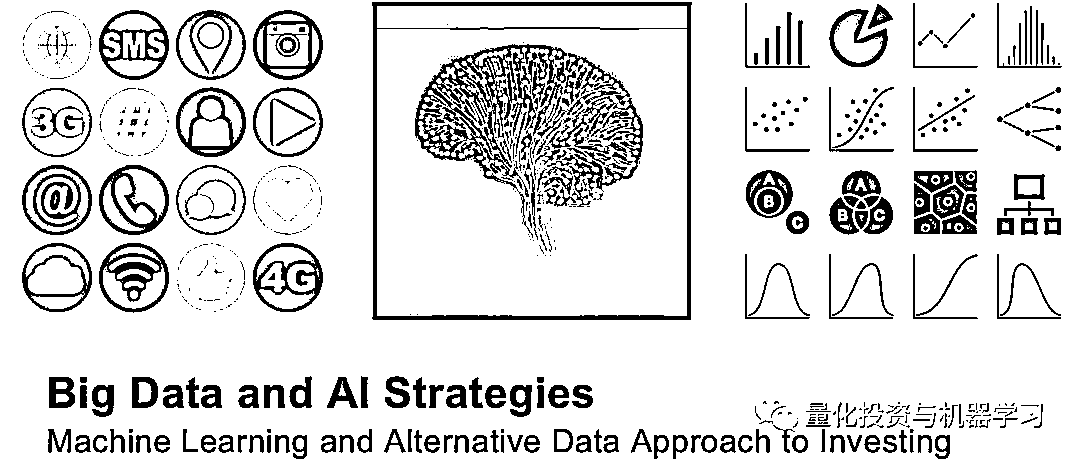 SMS
3G
#
@
4G
A
B
C
A
B
C
Big Data and AI Strategies
量化投资与机器学习
Machine Learning and Alternative Data Approach to Investing